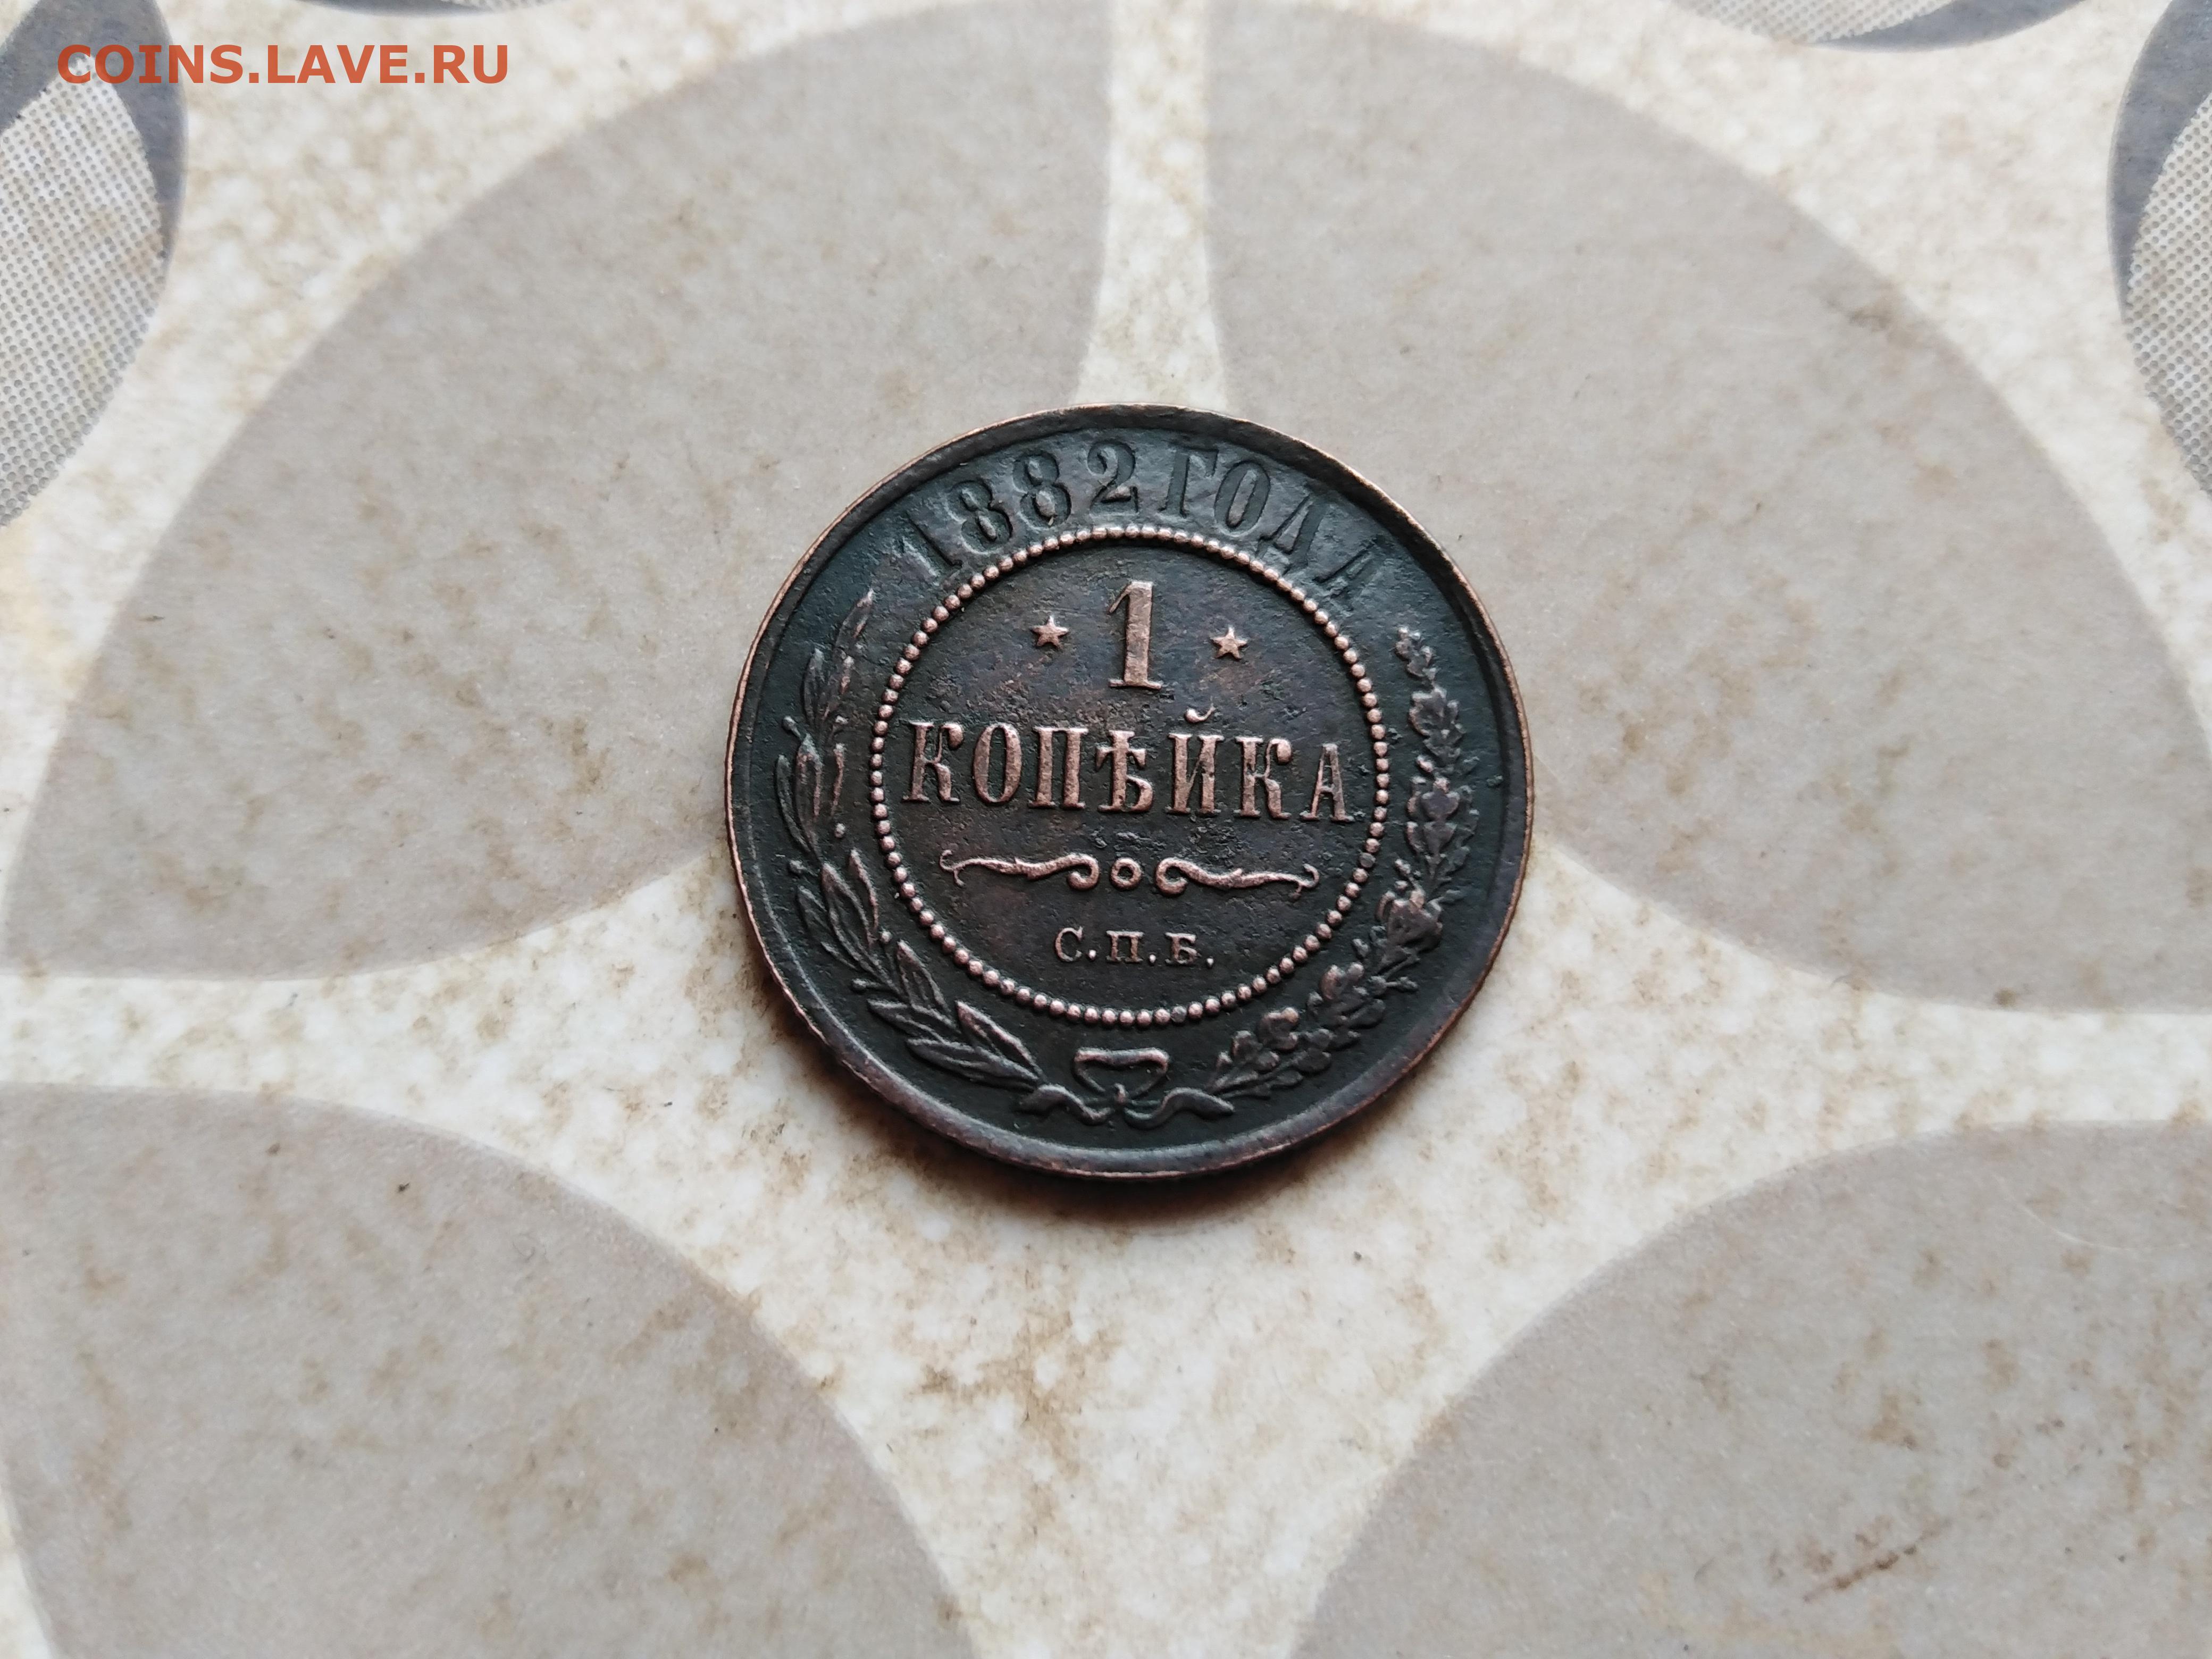 COINS.LAVE.RU
1882 ГОДА
1
КОПѢЙКА
С.П.Б.